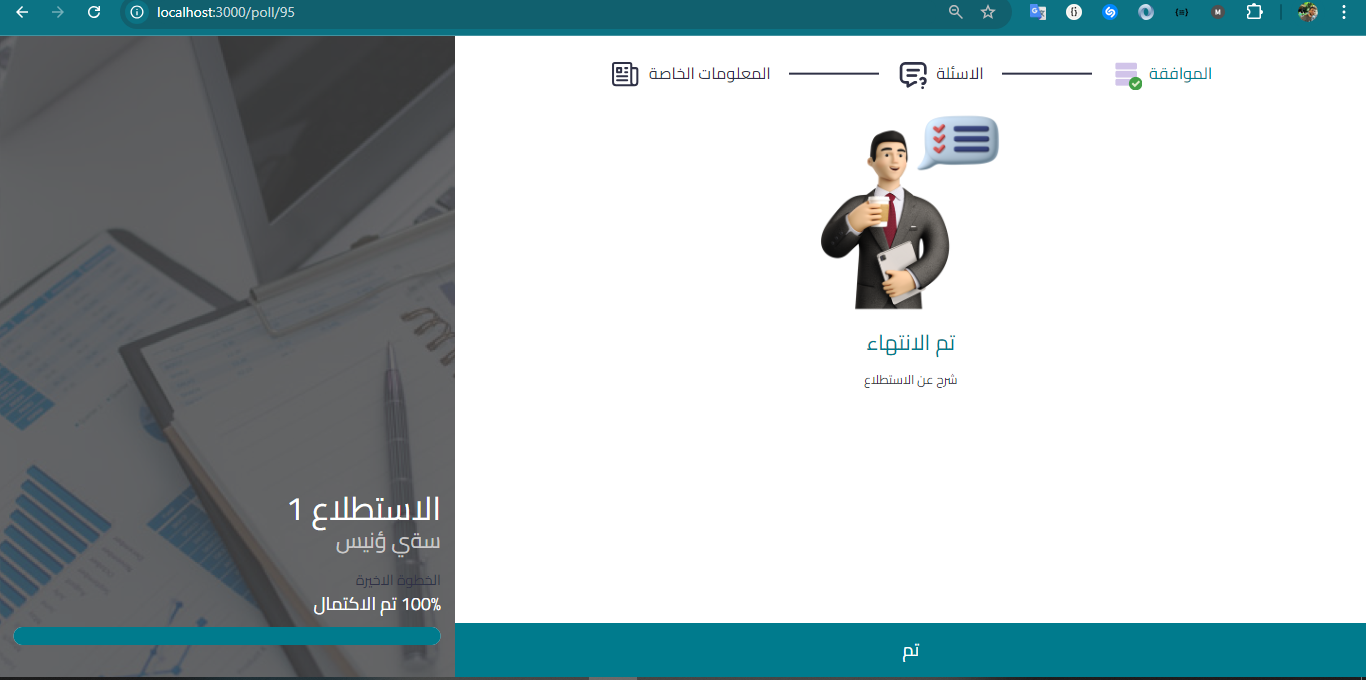 localhost:3000/poll/95
الموافقة
الاسئلة
المعلومات الخاصة
تم الانتهاء
شرح عن الاستطلاع
الاستطلاع 1
سةي ؤنيس
الخطوة الاخيرة
100% تم الاكتمال
تم